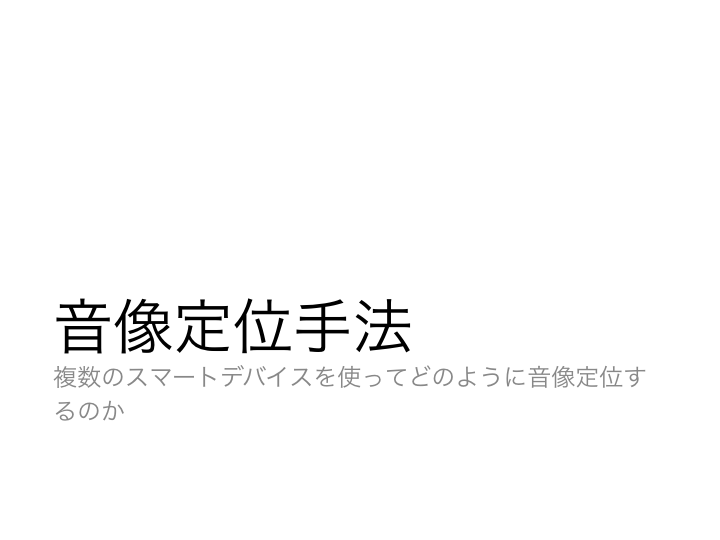 音像定位手法
複数のスマートデバイスを使ってどのように音像定位す
るのか